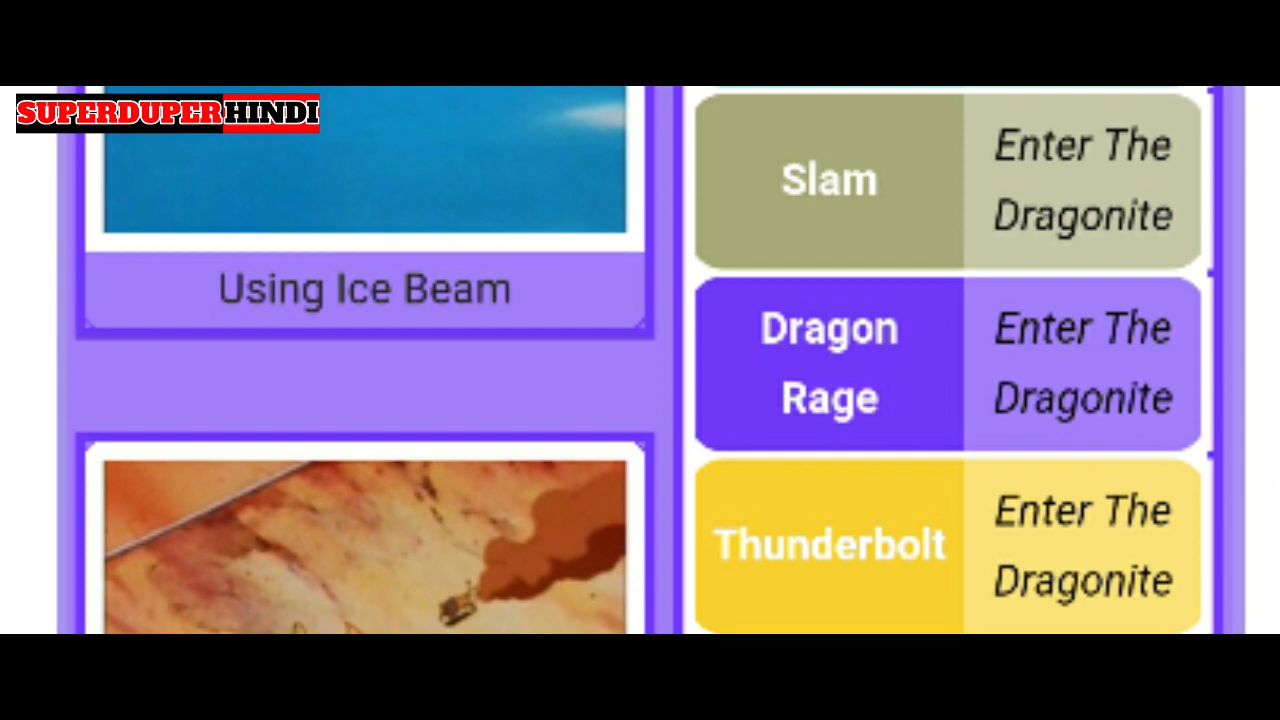 SUPERDUPERHINDI
Using Ice Beam
Slam
Enter The
Dragonite
Dragon
Rage
Enter The
Dragonite
Thunderbolt
Enter The
Dragonite